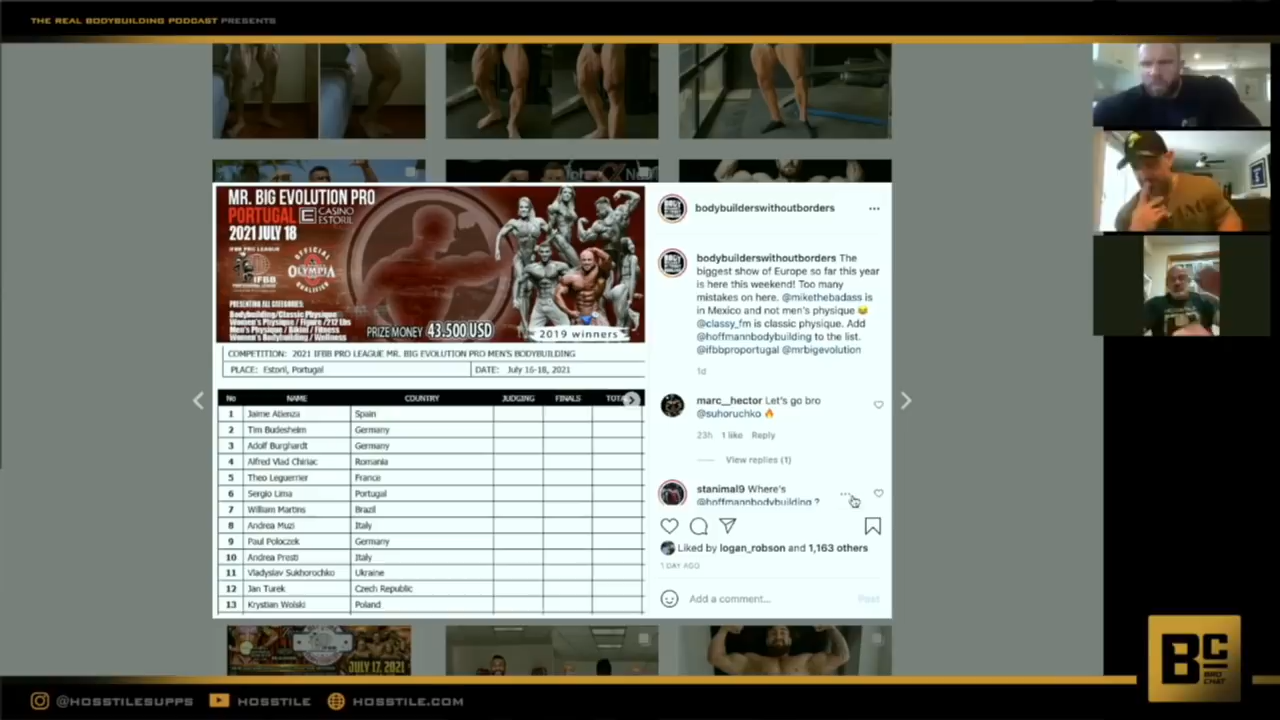 THE REAL BODYBUILDING PODCAST PRESENTS
MR. BIG EVOLUTION PRO
PORTUGAL E CASINO ESTORIL
2021 JULY 18
IFBB PRO LEAGUE
IFBB
OFFICIAL OLYMPIA QUALIFIER
PRESENTING ALL CATEGORIES:
Bodybuilding/Classic Physique
Women's Physique / Figure /212 Lbs
Men's Physique / Bikini / Fitness
Women's Bodybuilding / Wellness
PRIZE MONEY 43.500 USD
2019 winners
COMPETITION: 2021 IFBB PRO LEAGUE MR. BIG EVOLUTION PRO MEN'S BODYBUILDING
PLACE: Estoril, Portugal DATE: July 16-18, 2021
No NAME COUNTRY JUDGING FINALS
1 Jaime Atienza Spain
2 Tim Budesheim Germany
3 Adolf Burghardt Germany
4 Alfred Vlad Chiriac Romania
5 Theo Leguerrier France
6 Sergio Lima Portugal
7 William Martins Brazil
8 Andrea Muzi Italy
9 Paul Poloczek Germany
10 Andrea Presti Italy
11 Vladyslav Sukhoruchko Ukraine
12 Jan Turek Czech Republic
13 Krystian Wolski Poland
bodybuilderswithoutborders
bodybuilderswithoutborders The
biggest show of Europe so far this year
is here this weekend! Too many
mistakes on here. @mikethebadass is
in Mexico and not men's physique 😂
@classy_fm is classic physique. Add
@hoffmannbodybuilding to the list.
@ifbbproportugal @mrbigevolution
1d
marc__hector Let's go bro
@suhoruchko 🔥
23h 1 like Reply
View replies (1)
stanimal9 Where's
@hoffmannbodybuilding ?
Liked by logan_robson and 1,163 others
1 DAY AGO
Add a comment... Post
JULY 17, 2021
BC
BRO CHAT
@HOSSTILESUPPS HOSSTILE HOSSTILE.COM